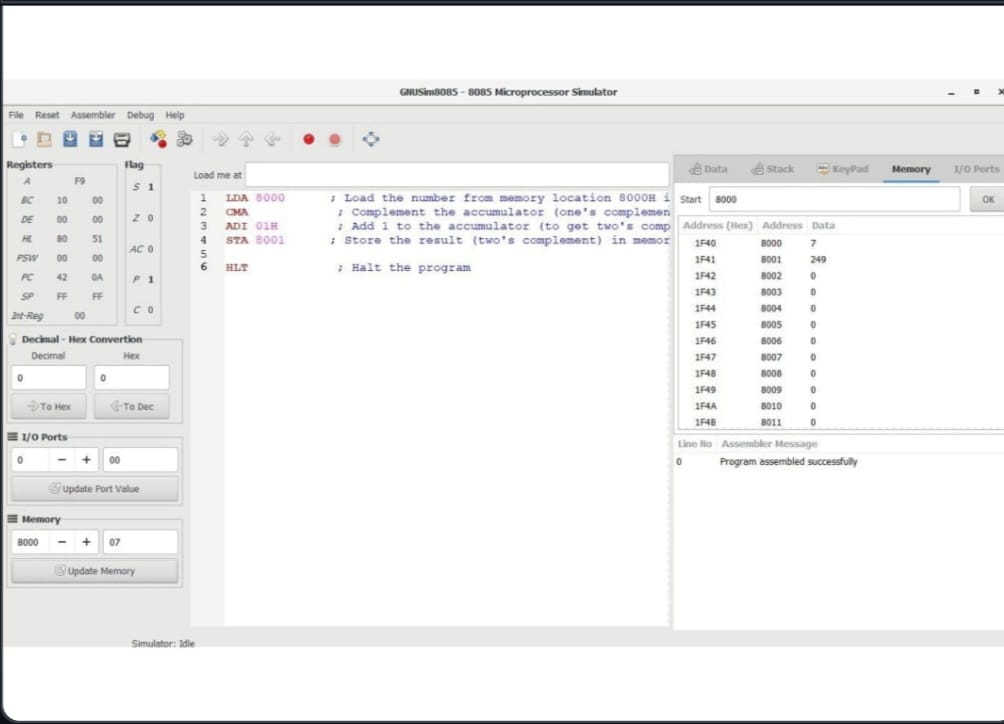 GNUSim8085 - 8085 Microprocessor Simulator
File Reset Assembler Debug Help
Registers
A F9
BC 10 00
DE 00 00
HL 80 51
PSW 00 00
PC 42 0A
SP FF FF
Int-Reg 00
Flag
S 1
Z 0
AC 0
P 1
C 0
Decimal - Hex Convertion
Decimal Hex
0 0
To Hex To Dec
I/O Ports
0 − + 00
Update Port Value
Memory
8000 − + 07
Update Memory
Load me at
1 LDA 8000 ; Load the number from memory location 8000H i
2 CMA ; Complement the accumulator (one's complemen
3 ADI 01H ; Add 1 to the accumulator (to get two's comp
4 STA 8001 ; Store the result (two's complement) in memor
5
6 HLT ; Halt the program
Data Stack KeyPad Memory I/O Ports
Start 8000 OK
Address (Hex) Address Data
1F40 8000 7
1F41 8001 249
1F42 8002 0
1F43 8003 0
1F44 8004 0
1F45 8005 0
1F46 8006 0
1F47 8007 0
1F48 8008 0
1F49 8009 0
1F4A 8010 0
1F4B 8011 0
Line No Assembler Message
0 Program assembled successfully
Simulator: Idle